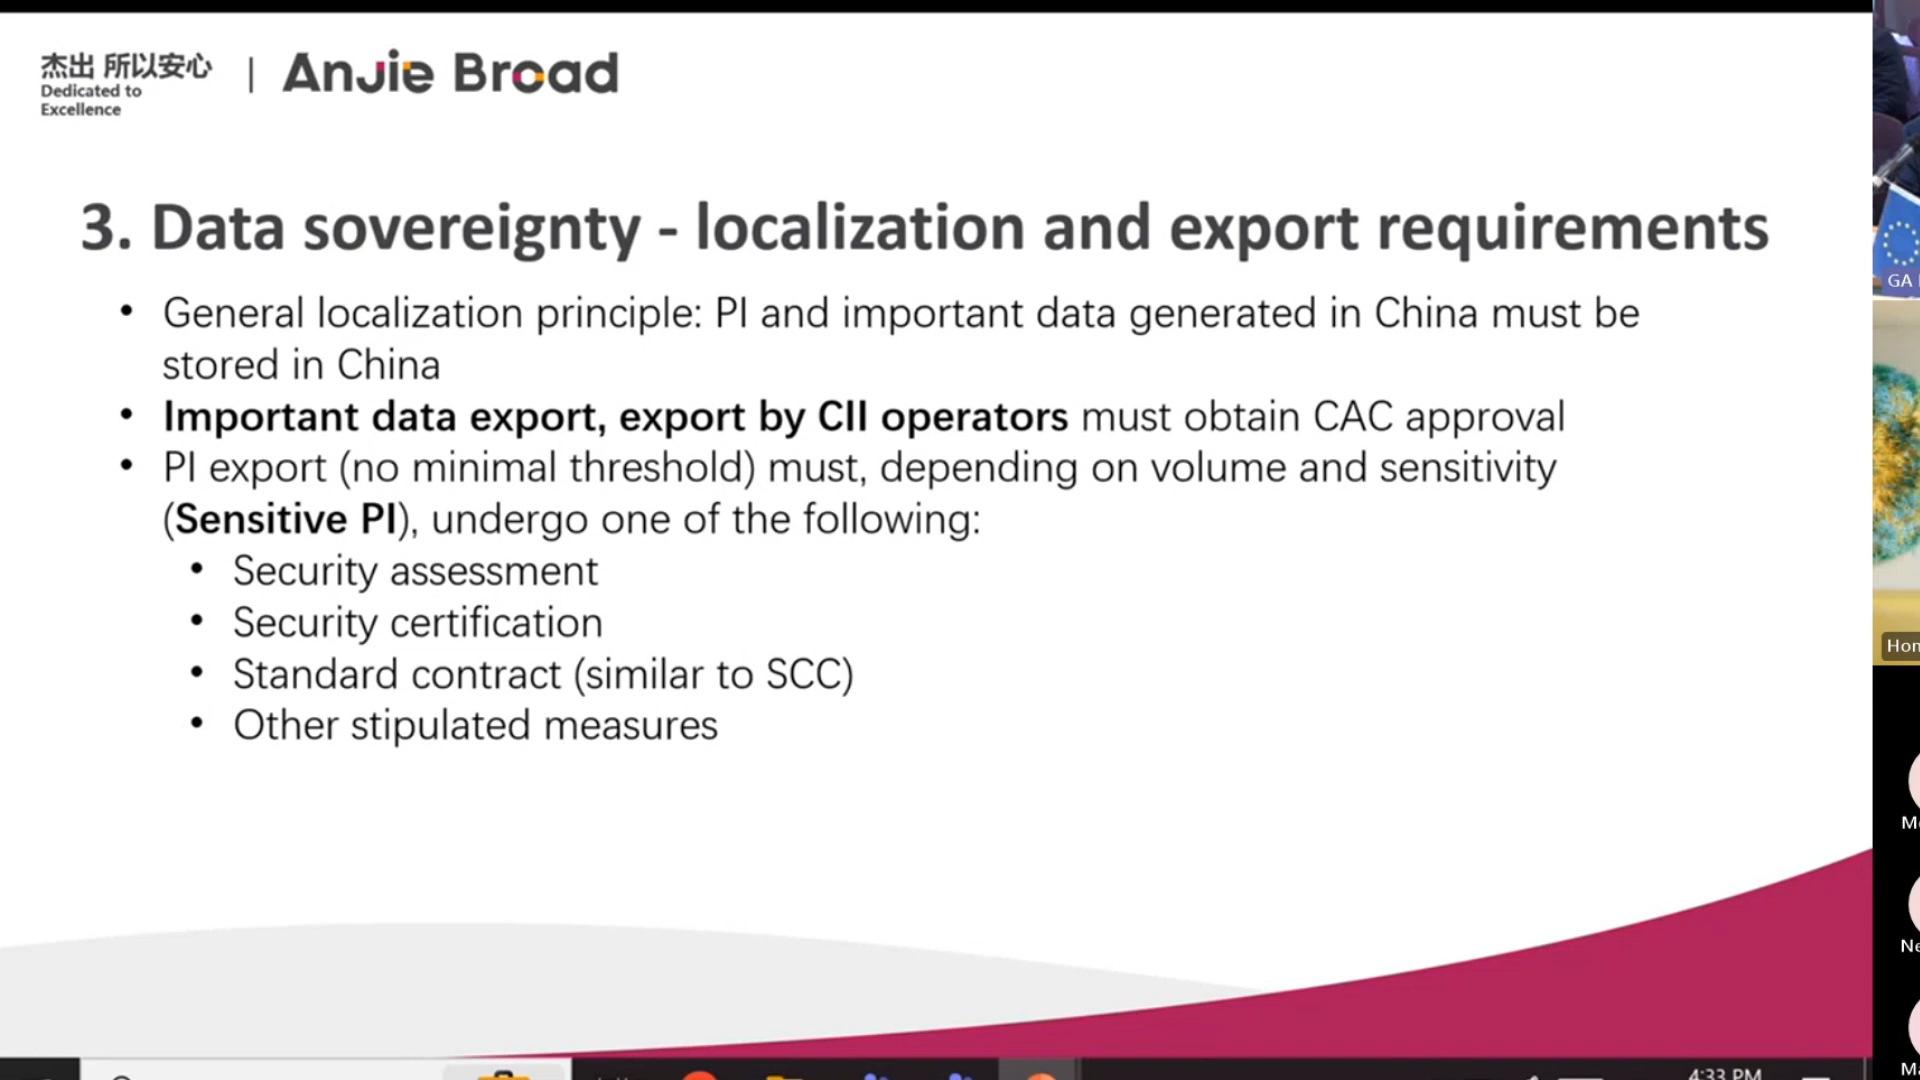 杰出 所以安心
Dedicated to
Excellence
AnJie Broad
3. Data sovereignty - localization and export requirements
• General localization principle: PI and important data generated in China must be
stored in China
• Important data export, export by CII operators must obtain CAC approval
• PI export (no minimal threshold) must, depending on volume and sensitivity
(Sensitive PI), undergo one of the following:
• Security assessment
• Security certification
• Standard contract (similar to SCC)
• Other stipulated measures
GA
4:33 PM